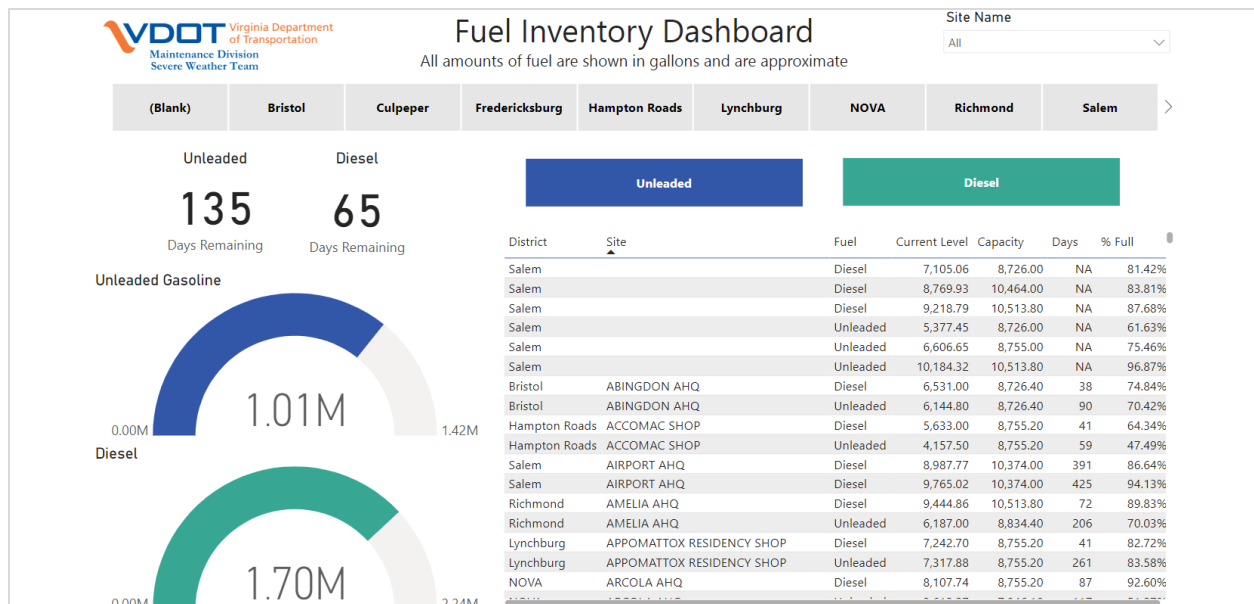 VDOT Virginia Department
of Transportation
Maintenance Division
Severe Weather Team
Fuel Inventory Dashboard
All amounts of fuel are shown in gallons and are approximate
Site Name
All
(Blank) Bristol Culpeper Fredericksburg Hampton Roads Lynchburg NOVA Richmond Salem
Unleaded Diesel
135 65
Days Remaining Days Remaining
Unleaded Gasoline
1.01M
0.00M 1.42M
Diesel
1.70M
0.00M 2.24M
Unleaded Diesel
District Site Fuel Current Level Capacity Days % Full
Salem Diesel 7,105.06 8,726.00 NA 81.42%
Salem Diesel 8,769.93 10,464.00 NA 83.81%
Salem Diesel 9,218.79 10,513.80 NA 87.68%
Salem Unleaded 5,377.45 8,726.00 NA 61.63%
Salem Unleaded 6,606.65 8,755.00 NA 75.46%
Salem Unleaded 10,184.32 10,513.80 NA 96.87%
Bristol ABINGDON AHQ Diesel 6,531.00 8,726.40 38 74.84%
Bristol ABINGDON AHQ Unleaded 6,144.80 8,726.40 90 70.42%
Hampton Roads ACCOMAC SHOP Diesel 5,633.00 8,755.20 41 64.34%
Hampton Roads ACCOMAC SHOP Unleaded 4,157.50 8,755.20 59 47.49%
Salem AIRPORT AHQ Diesel 8,987.77 10,374.00 391 86.64%
Salem AIRPORT AHQ Diesel 9,765.02 10,374.00 425 94.13%
Richmond AMELIA AHQ Diesel 9,444.86 10,513.80 72 89.83%
Richmond AMELIA AHQ Unleaded 6,187.00 8,834.40 206 70.03%
Lynchburg APPOMATTOX RESIDENCY SHOP Diesel 7,242.70 8,755.20 41 82.72%
Lynchburg APPOMATTOX RESIDENCY SHOP Unleaded 7,317.88 8,755.20 261 83.58%
NOVA ARCOLA AHQ Diesel 8,107.74 8,755.20 87 92.60%